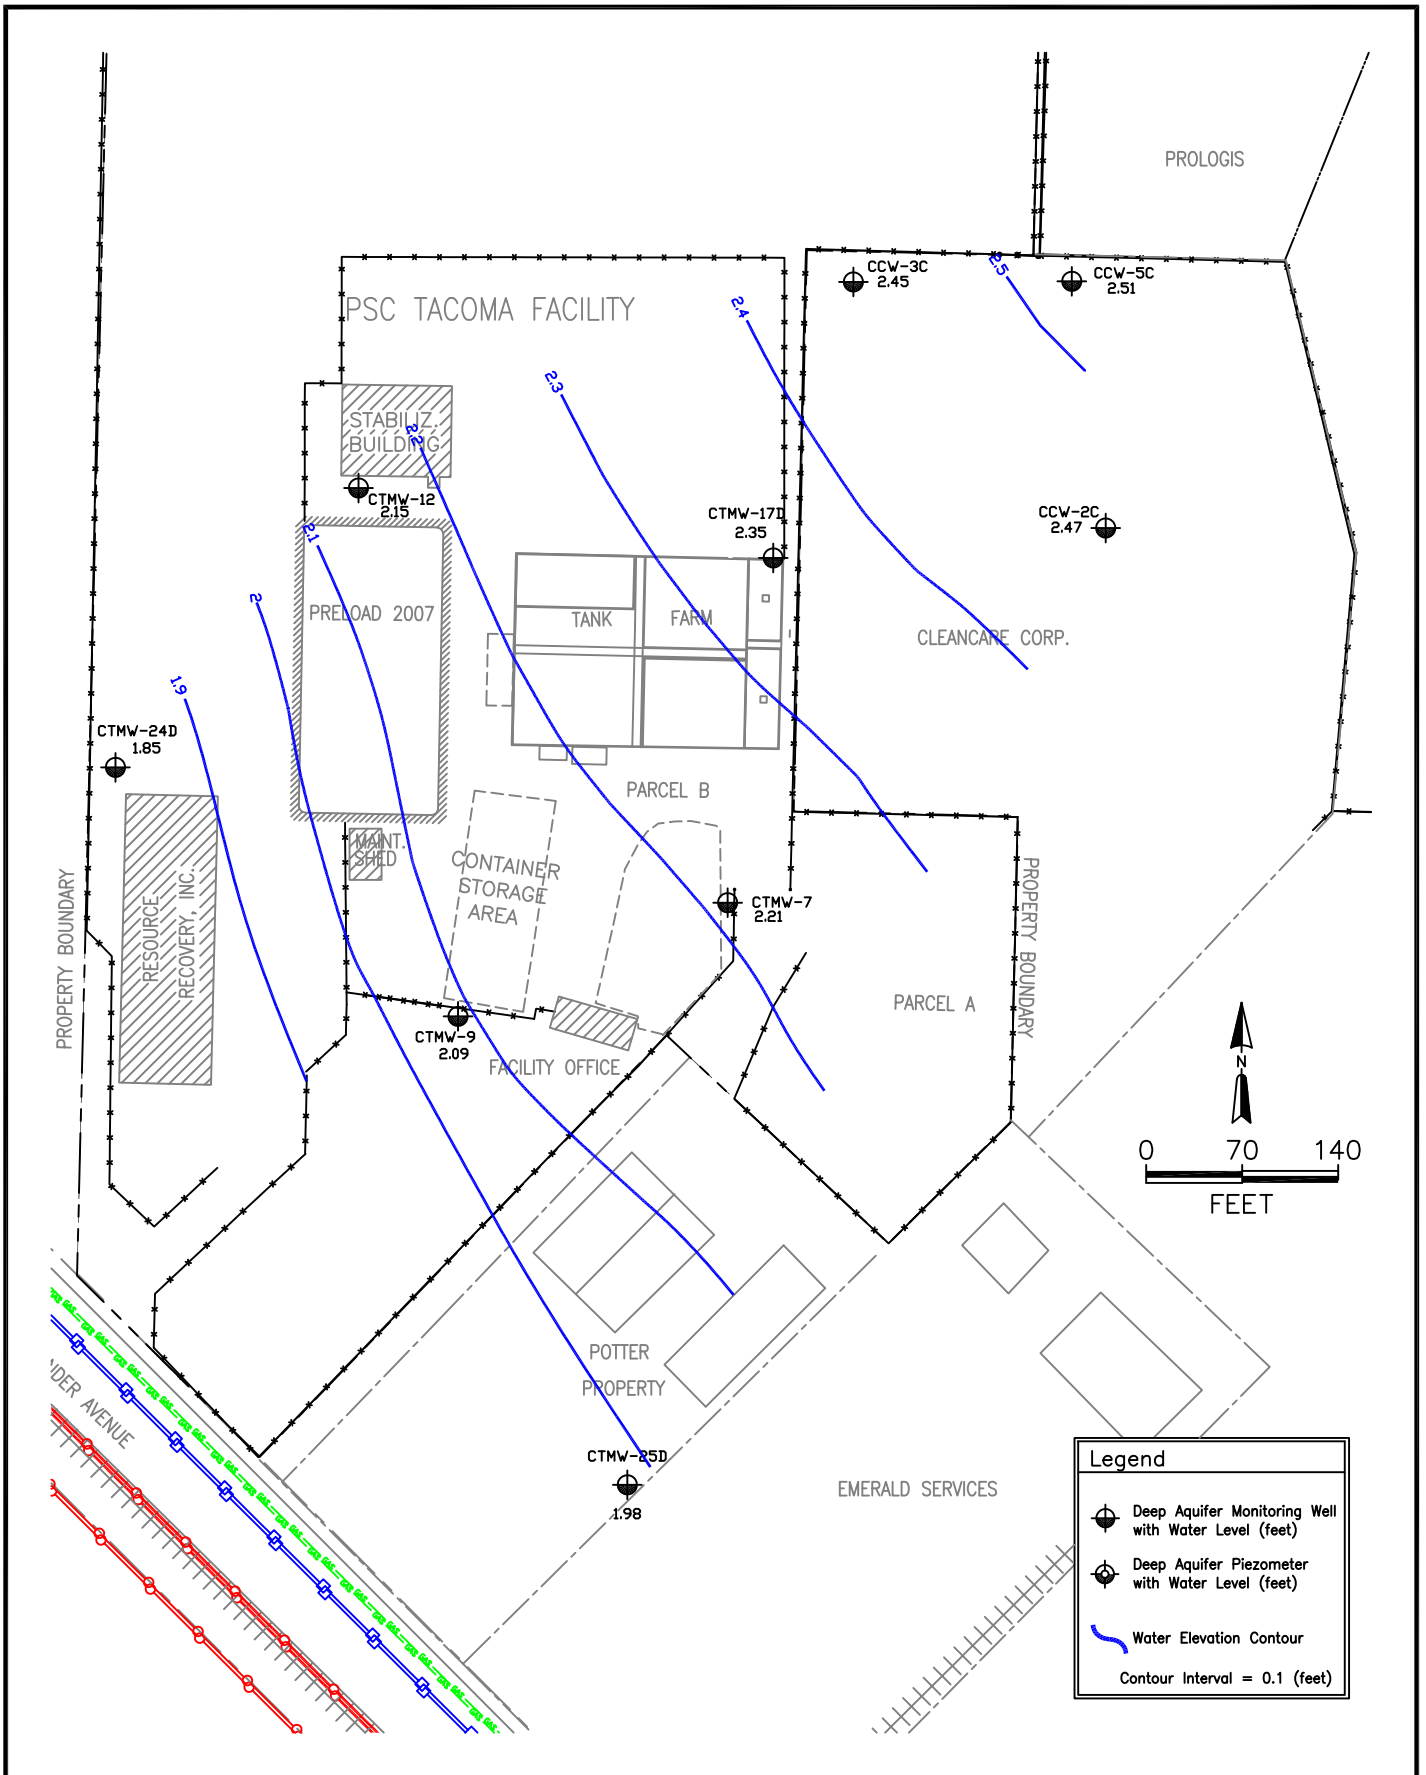 PROLOGIS
CCW-3C
2.45
2.5
CCW-5C
2.51
PSC TACOMA FACILITY
2.4
2.3
STABILIZ.
BUILDING
2.2
CTMW-12
2.15
CTMW-17D
2.35
CCW-2C
2.47
2.1
2
PRELOAD 2007
TANK
FARM
CLEANCARE CORP.
1.9
CTMW-24D
1.85
PARCEL B
MAINT.
SHED
CONTAINER
STORAGE
AREA
CTMW-7
2.21
PROPERTY BOUNDARY
RESOURCE
RECOVERY, INC.
PROPERTY BOUNDARY
PARCEL A
CTMW-9
2.09
FACILITY OFFICE
N
0 70 140
FEET
POTTER
PROPERTY
NDER AVENUE
GAS GAS
CTMW-25D
1.98
EMERALD SERVICES
Legend
Deep Aquifer Monitoring Well
with Water Level (feet)
Deep Aquifer Piezometer
with Water Level (feet)
Water Elevation Contour
Contour Interval = 0.1 (feet)